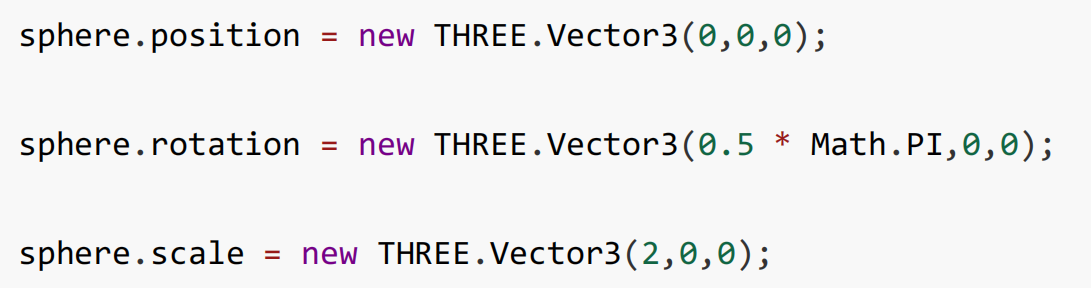 sphere.position = new THREE.Vector3(0,0,0);
sphere.rotation = new THREE.Vector3(0.5 * Math.PI,0,0);
sphere.scale = new THREE.Vector3(2,0,0);